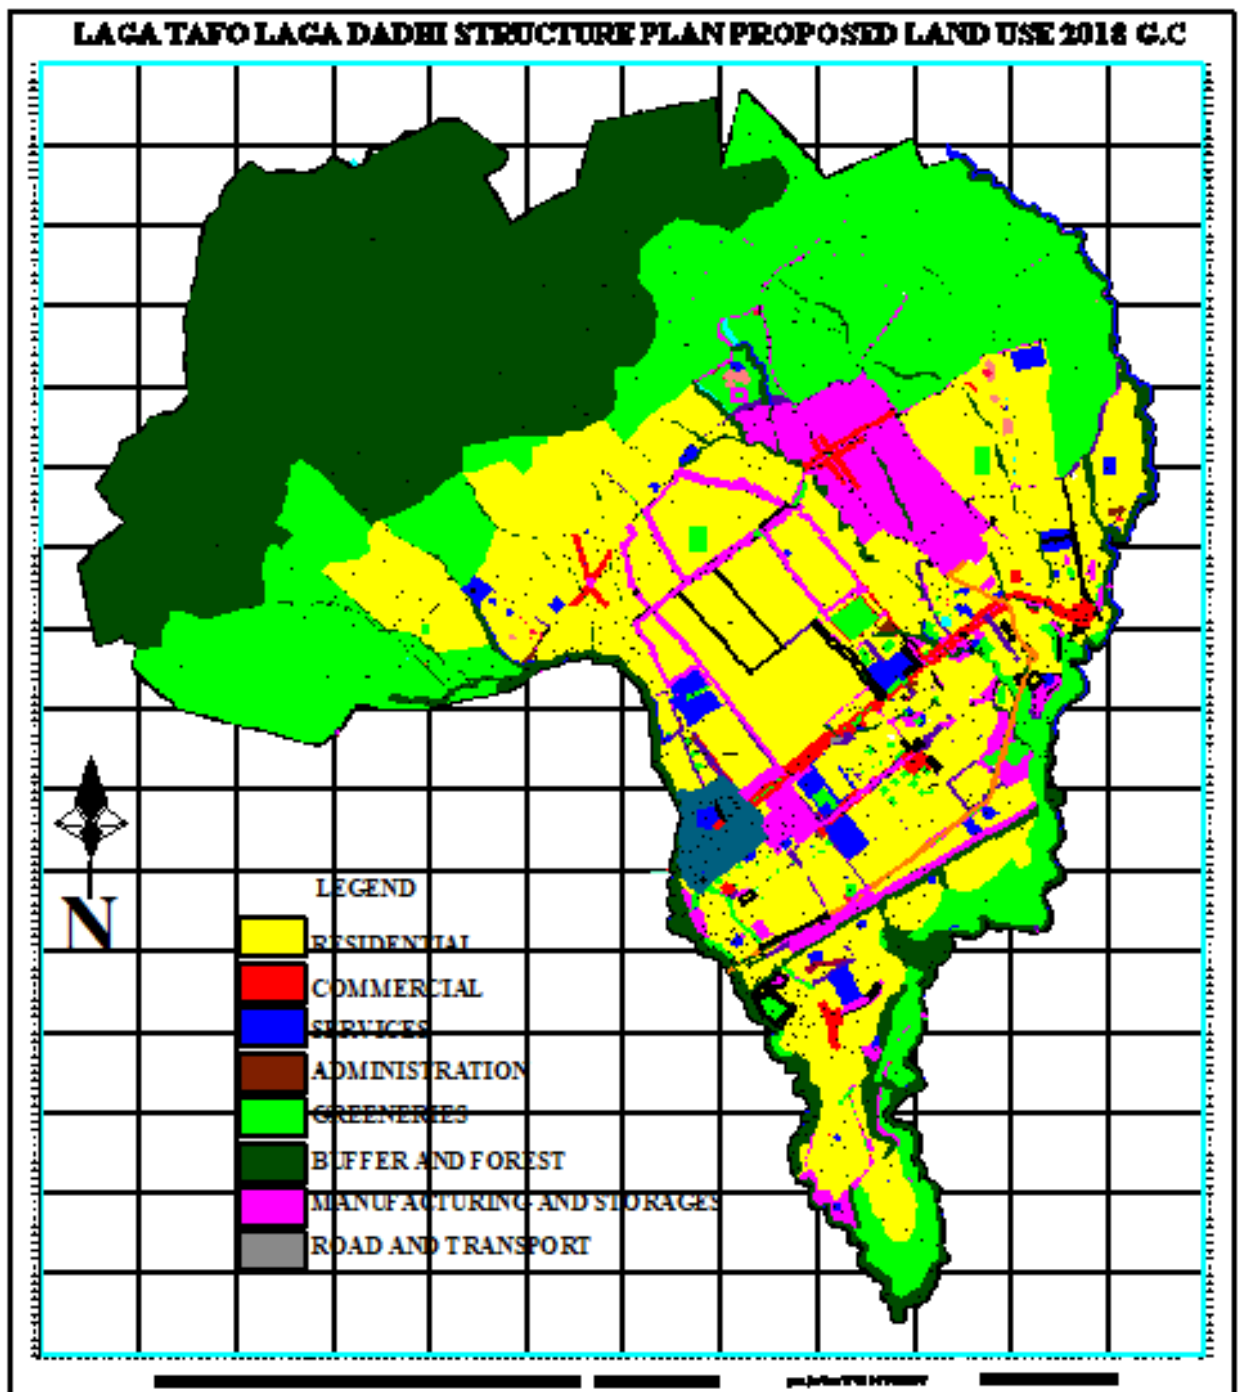 LAGA TAFO LAGA DADHI STRUCTURE PLAN PROPOSED LAND USE 2018 G.C
N
LEGEND
RESIDENTIAL
COMMERCIAL
SERVICES
ADMINISTRATION
GREENERIES
BUFFER AND FOREST
MANUFACTURING AND STORAGES
ROAD AND TRANSPORT